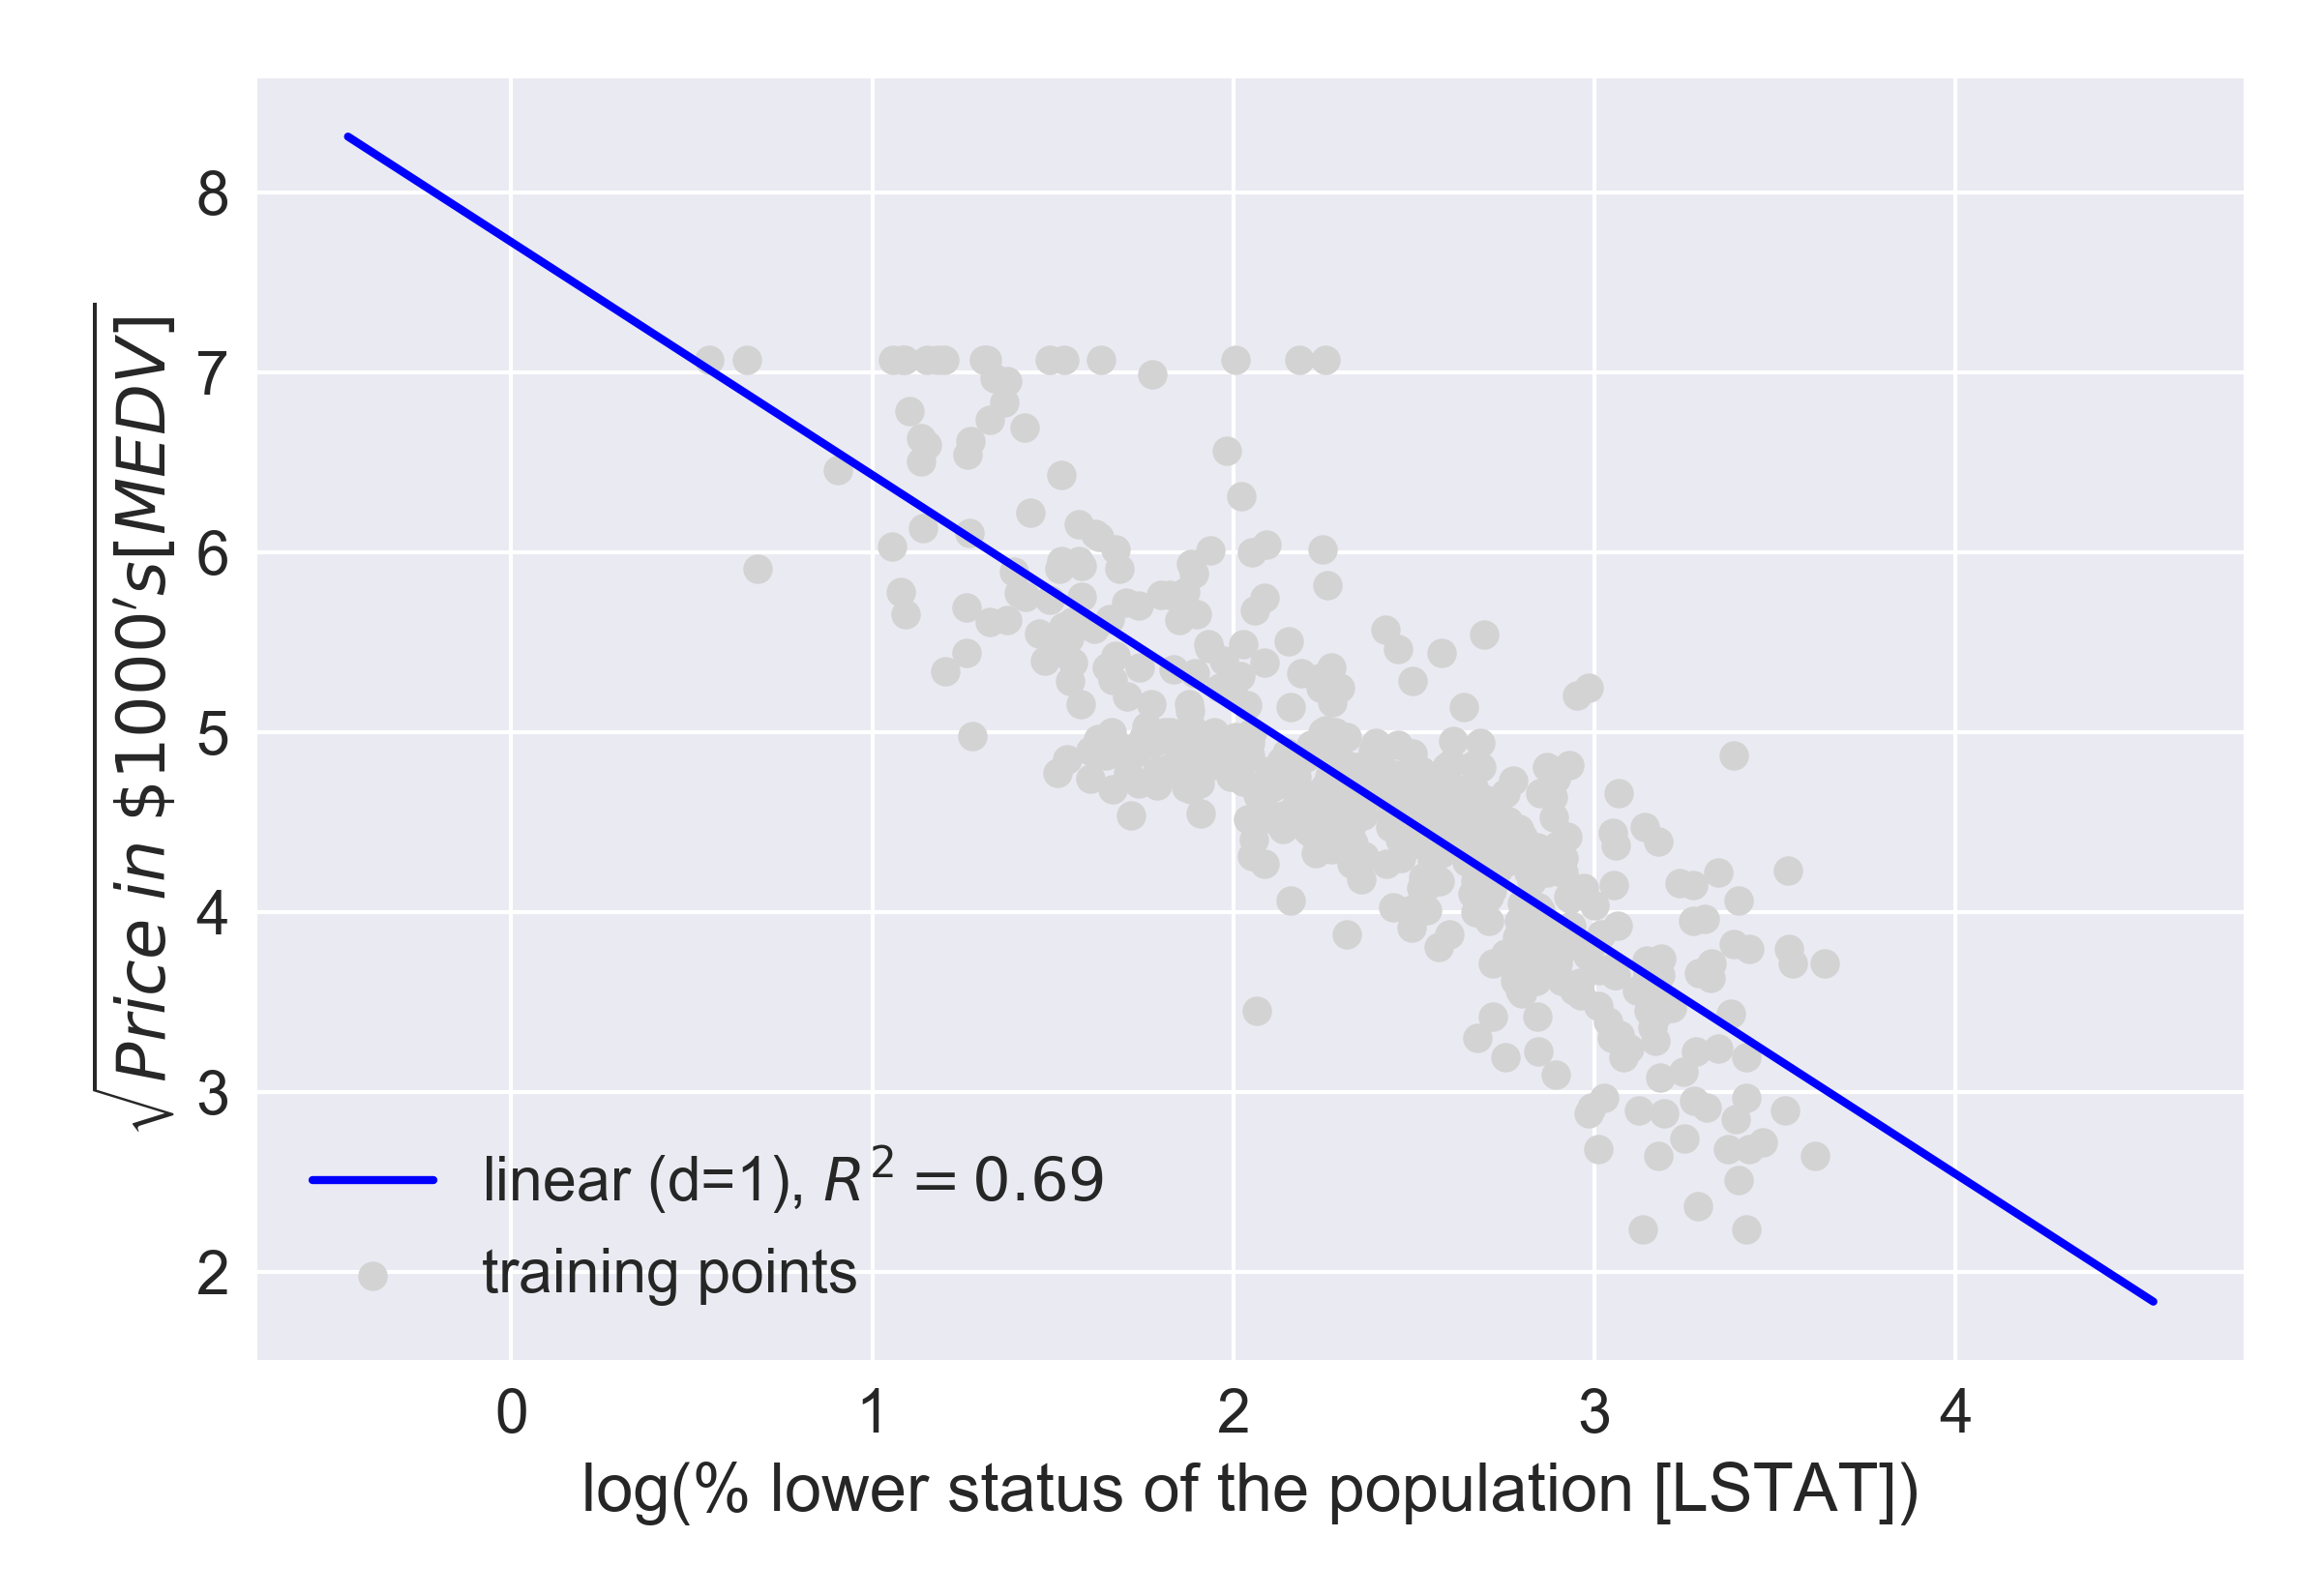 8
7
6
5
4
3
2
√Price in $1000's[MEDV]
linear (d=1), R² = 0.69
training points
0 1 2 3 4
log(% lower status of the population [LSTAT])